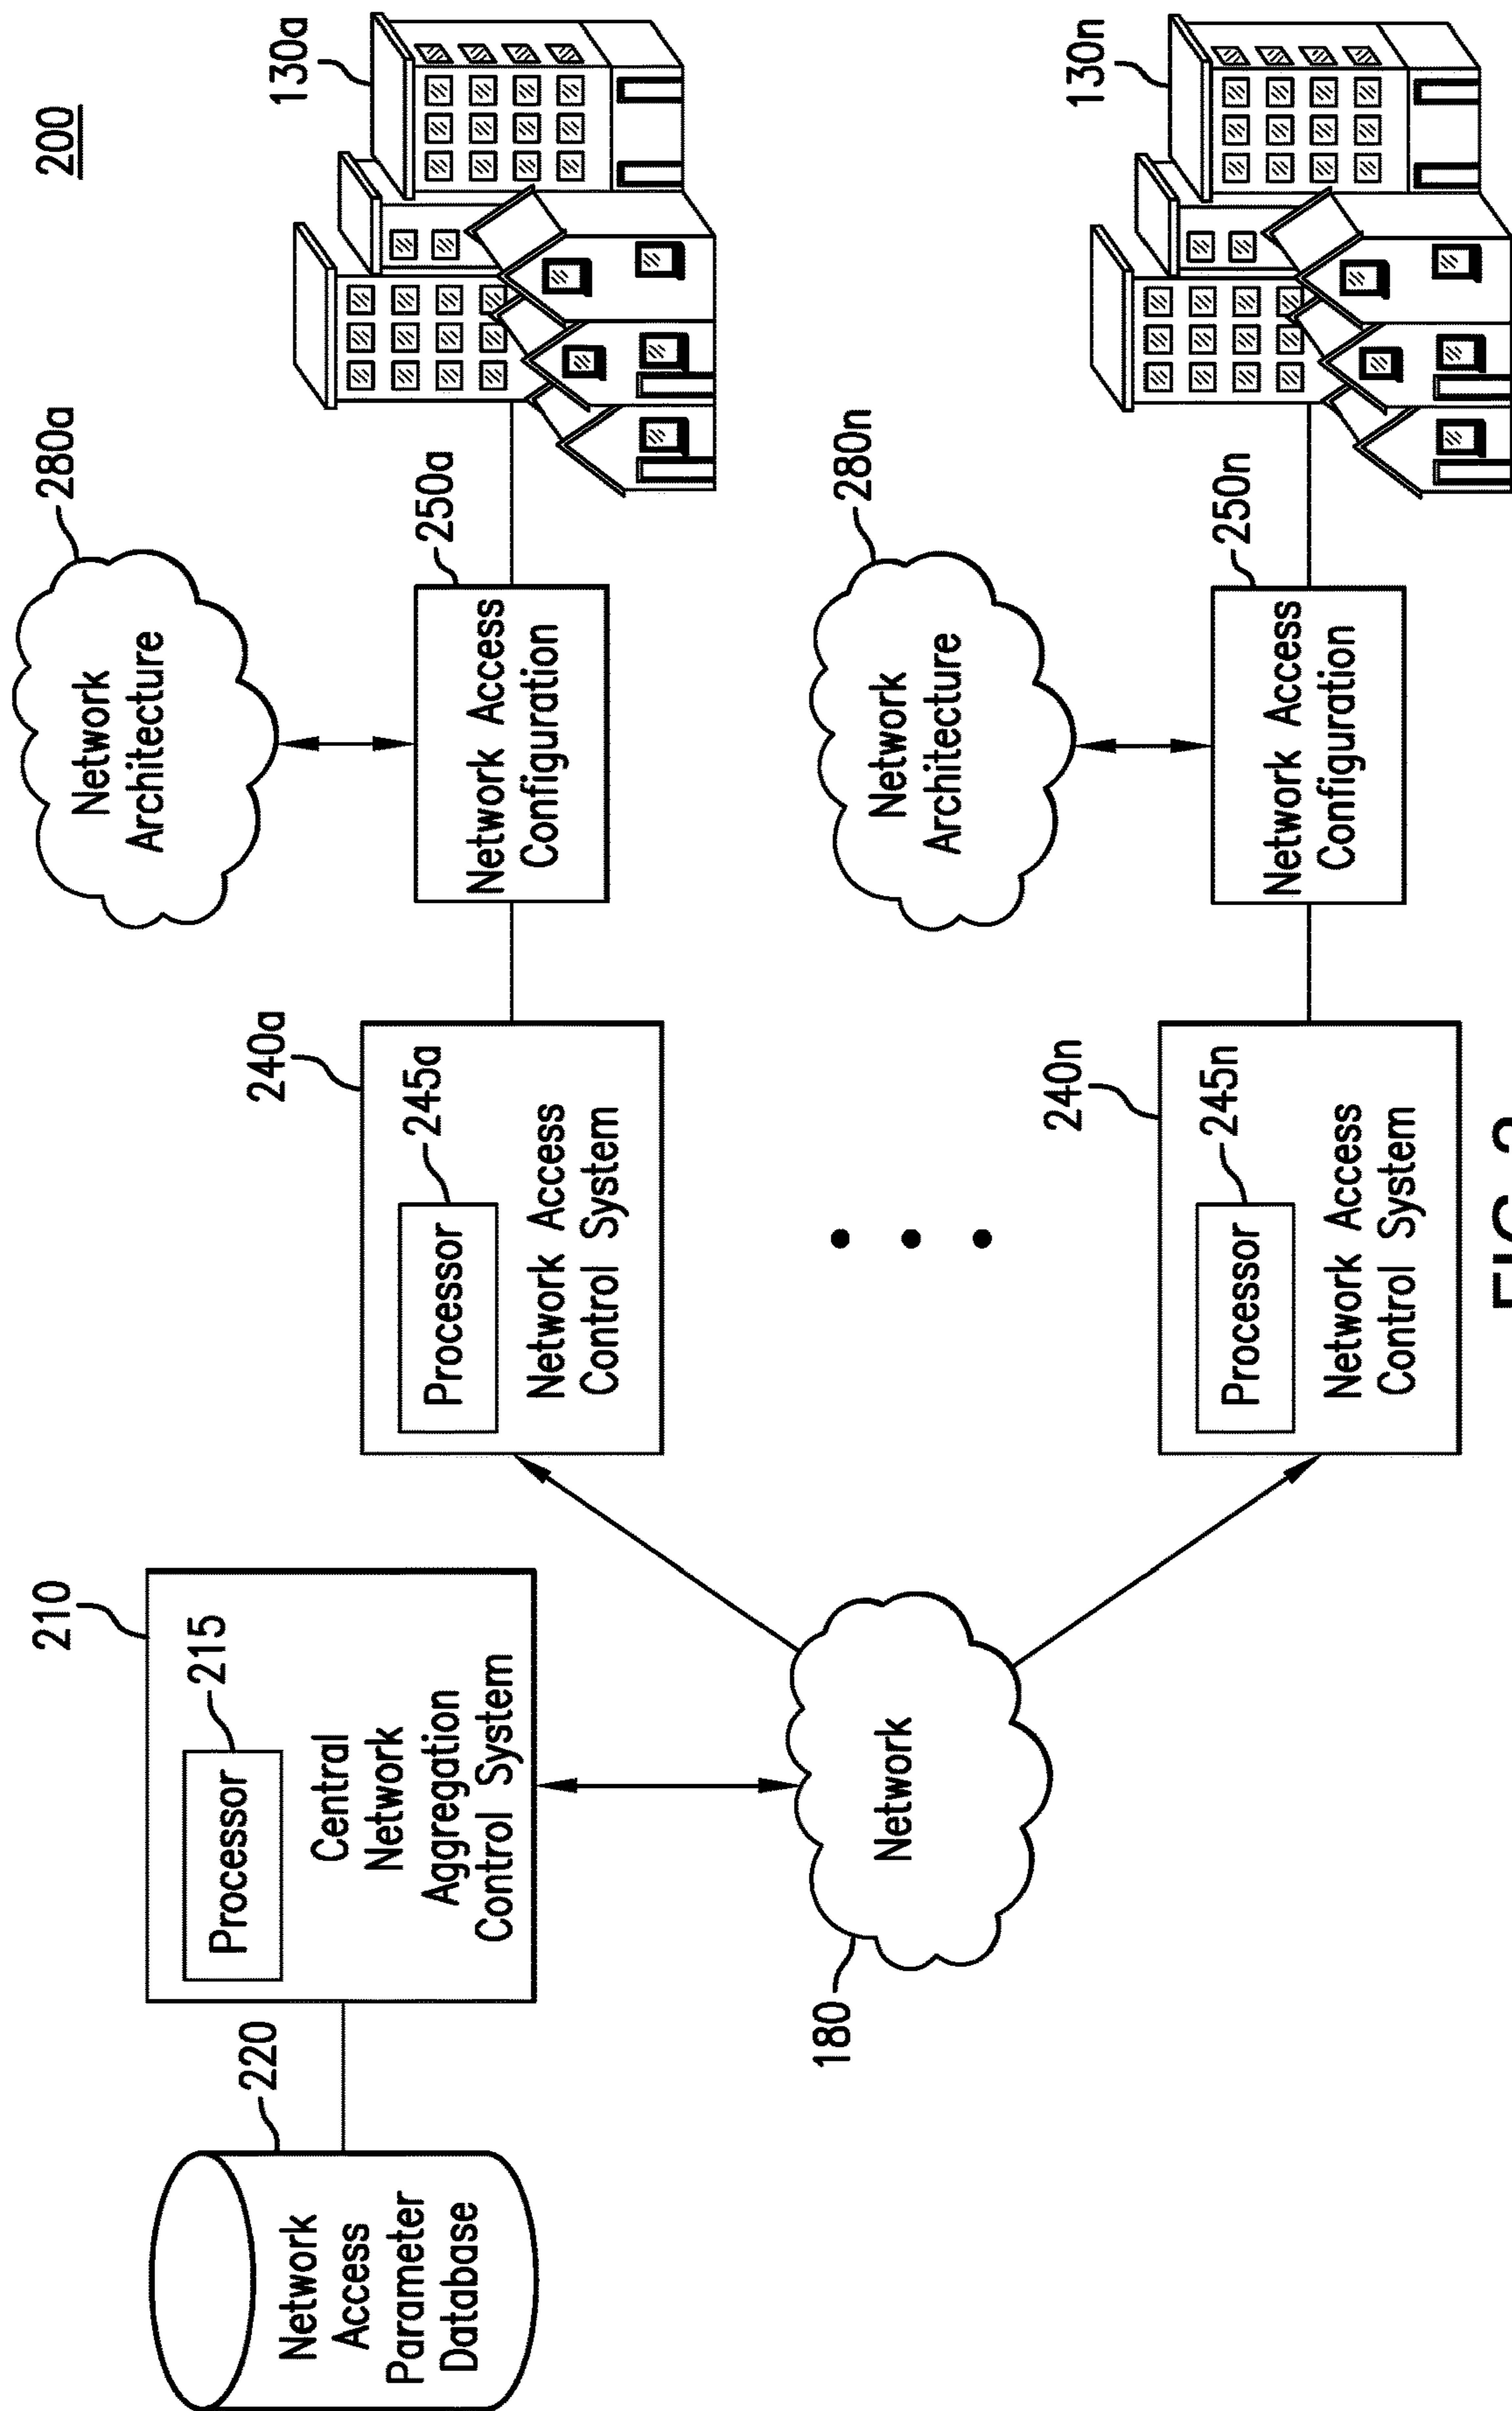 200
220
Network
Access
Parameter
Database
210
Processor
215
Central
Network
Aggregation
Control System
180
Network
240a
Processor
245a
Network Access
Control System
280a
Network
Architecture
250a
Network Access
Configuration
130a
240n
Processor
245n
Network Access
Control System
280n
Network
Architecture
250n
Network Access
Configuration
130n
FIG